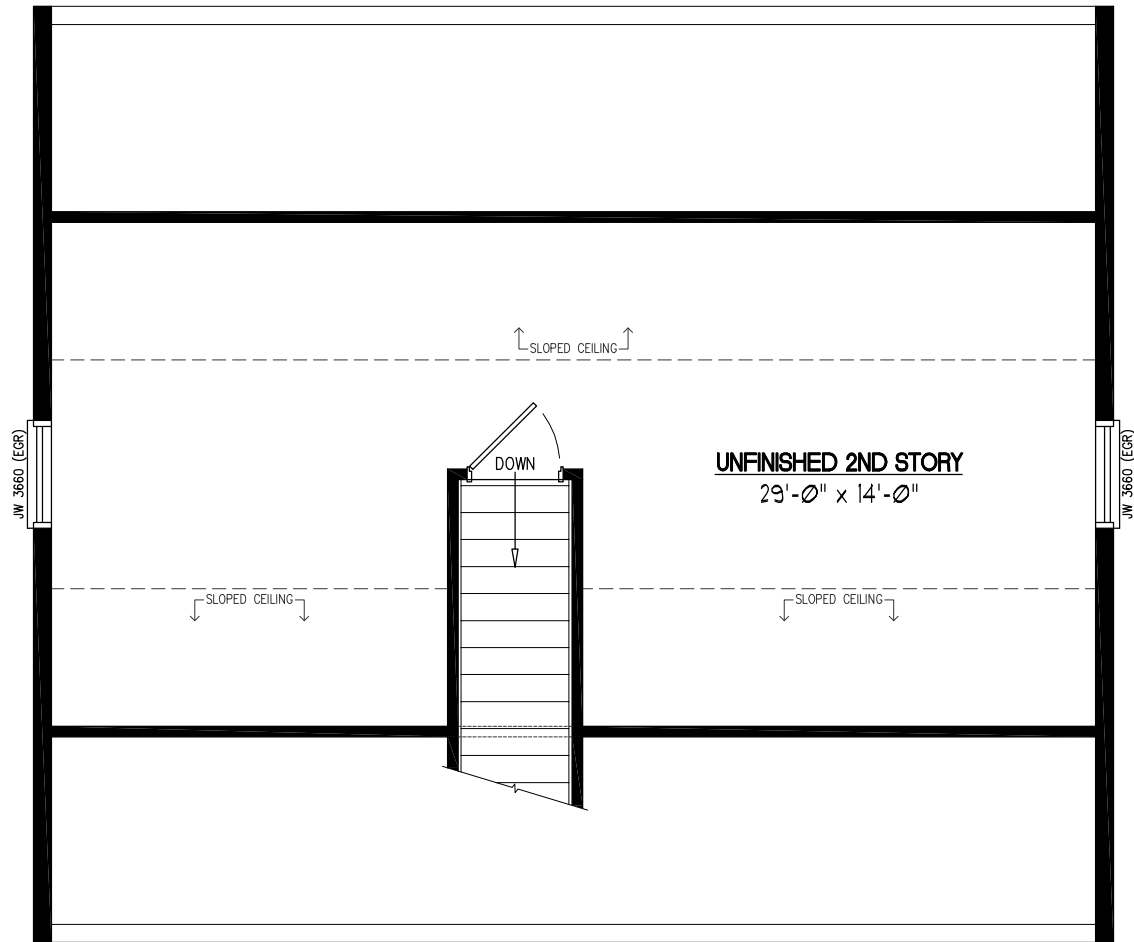 SLOPED CEILING
DOWN
UNFINISHED 2ND STORY
29'-0" x 14'-0"
JW 3660 (EGR)
JW 3660 (EGR)
SLOPED CEILING
SLOPED CEILING